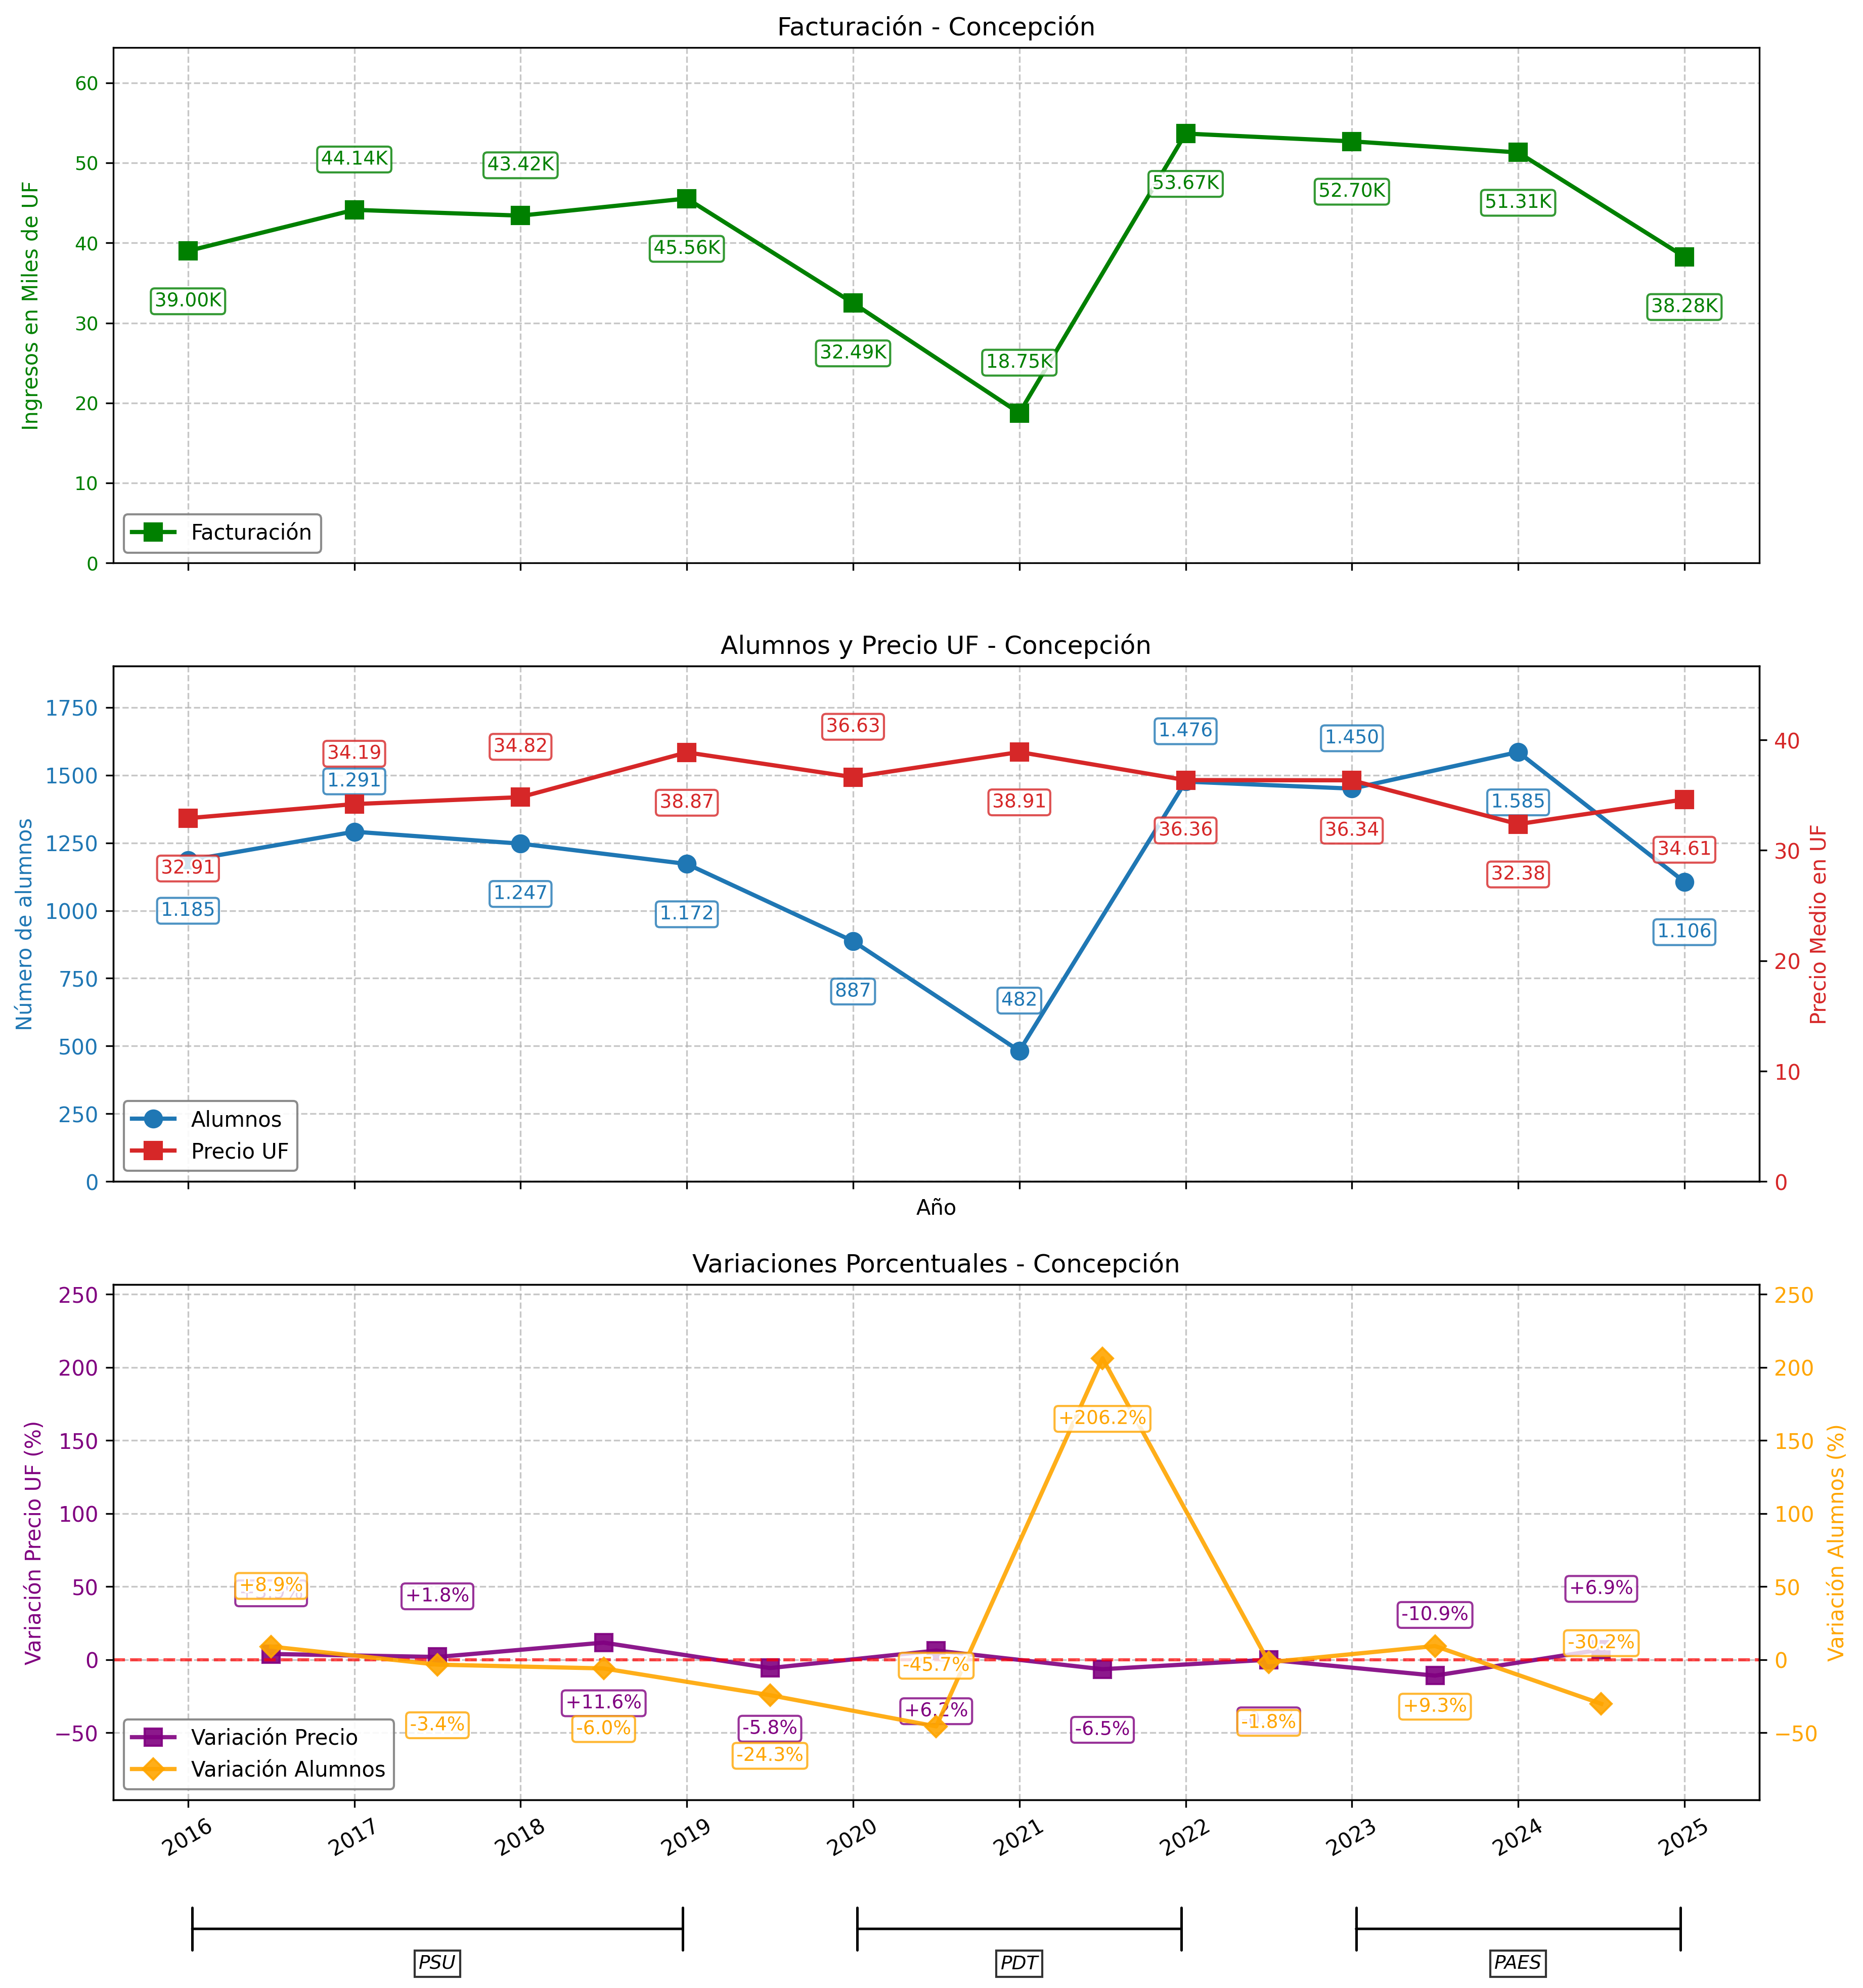 Facturación - Concepción
Ingresos en Miles de UF
60
50
40
30
20
10
0
39.00K
44.14K
43.42K
45.56K
32.49K
18.75K
53.67K
52.70K
51.31K
38.28K
Facturación
Alumnos y Precio UF - Concepción
Número de alumnos
1750
1500
1250
1000
750
500
250
0
Precio Medio en UF
40
30
20
10
0
32.91
34.19
34.82
38.87
36.63
38.91
36.36
36.34
32.38
34.61
1.185
1.291
1.247
1.172
887
482
1.476
1.450
1.585
1.106
Alumnos
Precio UF
Año
Variaciones Porcentuales - Concepción
Variación Precio UF (%)
250
200
150
100
50
0
−50
Variación Alumnos (%)
250
200
150
100
50
0
−50
+8.9%
+1.8%
-3.4%
+11.6%
-6.0%
-5.8%
-24.3%
-45.7%
+6.2%
+206.2%
-6.5%
-1.8%
-10.9%
+9.3%
+6.9%
-30.2%
Variación Precio
Variación Alumnos
2016
2017
2018
2019
2020
2021
2022
2023
2024
2025
PSU
PDT
PAES